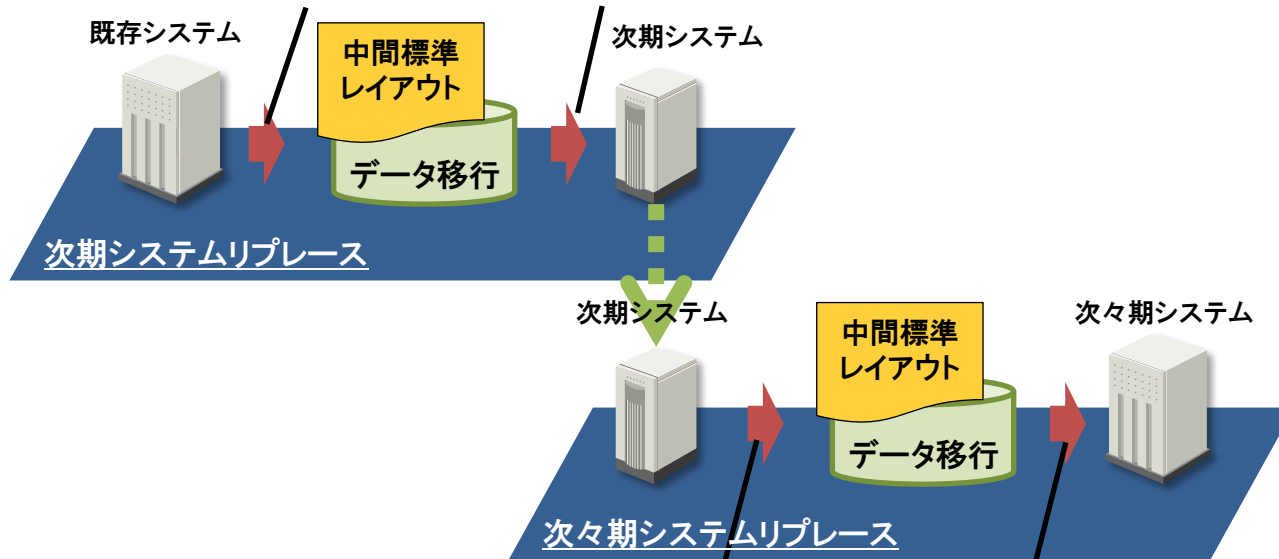 既存システム
中間標準
レイアウト
次期システム
データ移行
次期システムリプレース
次期システム
中間標準
レイアウト
次々期システム
データ移行
次々期システムリプレース